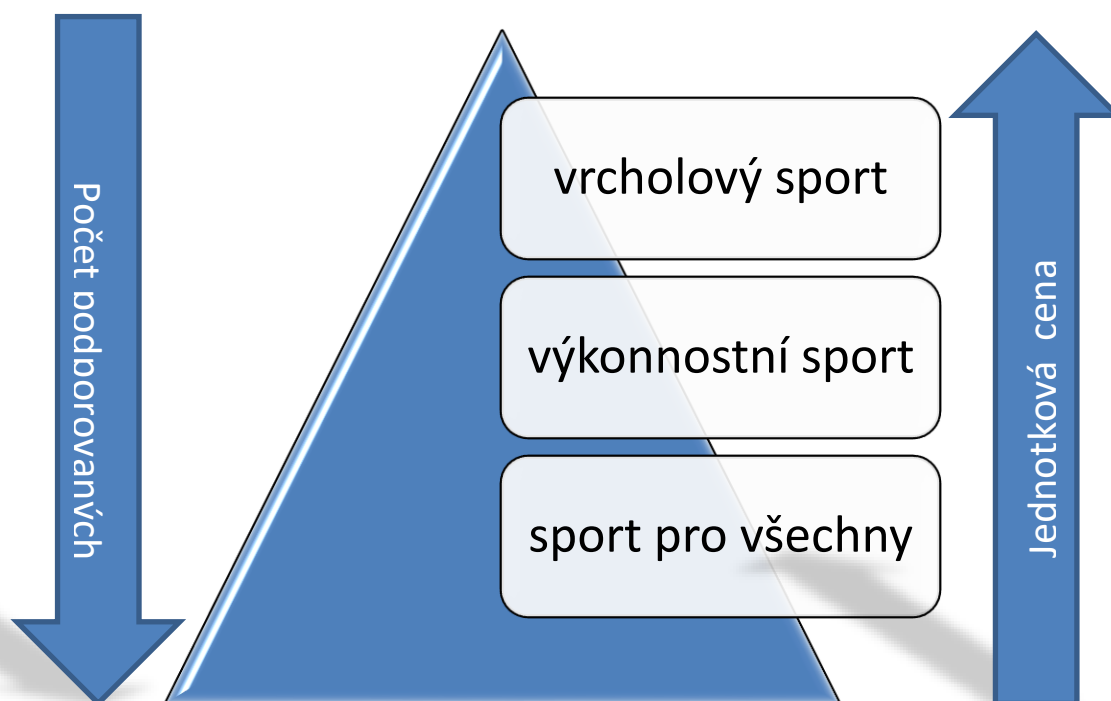 Počet podporovaných
vrcholový sport
výkonnostní sport
sport pro všechny
Jednotková cena